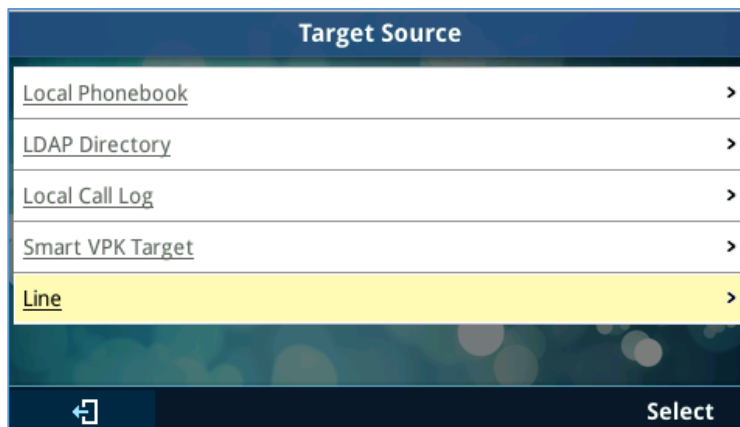 Target Source
Local Phonebook
LDAP Directory
Local Call Log
Smart VPK Target
Line
Select